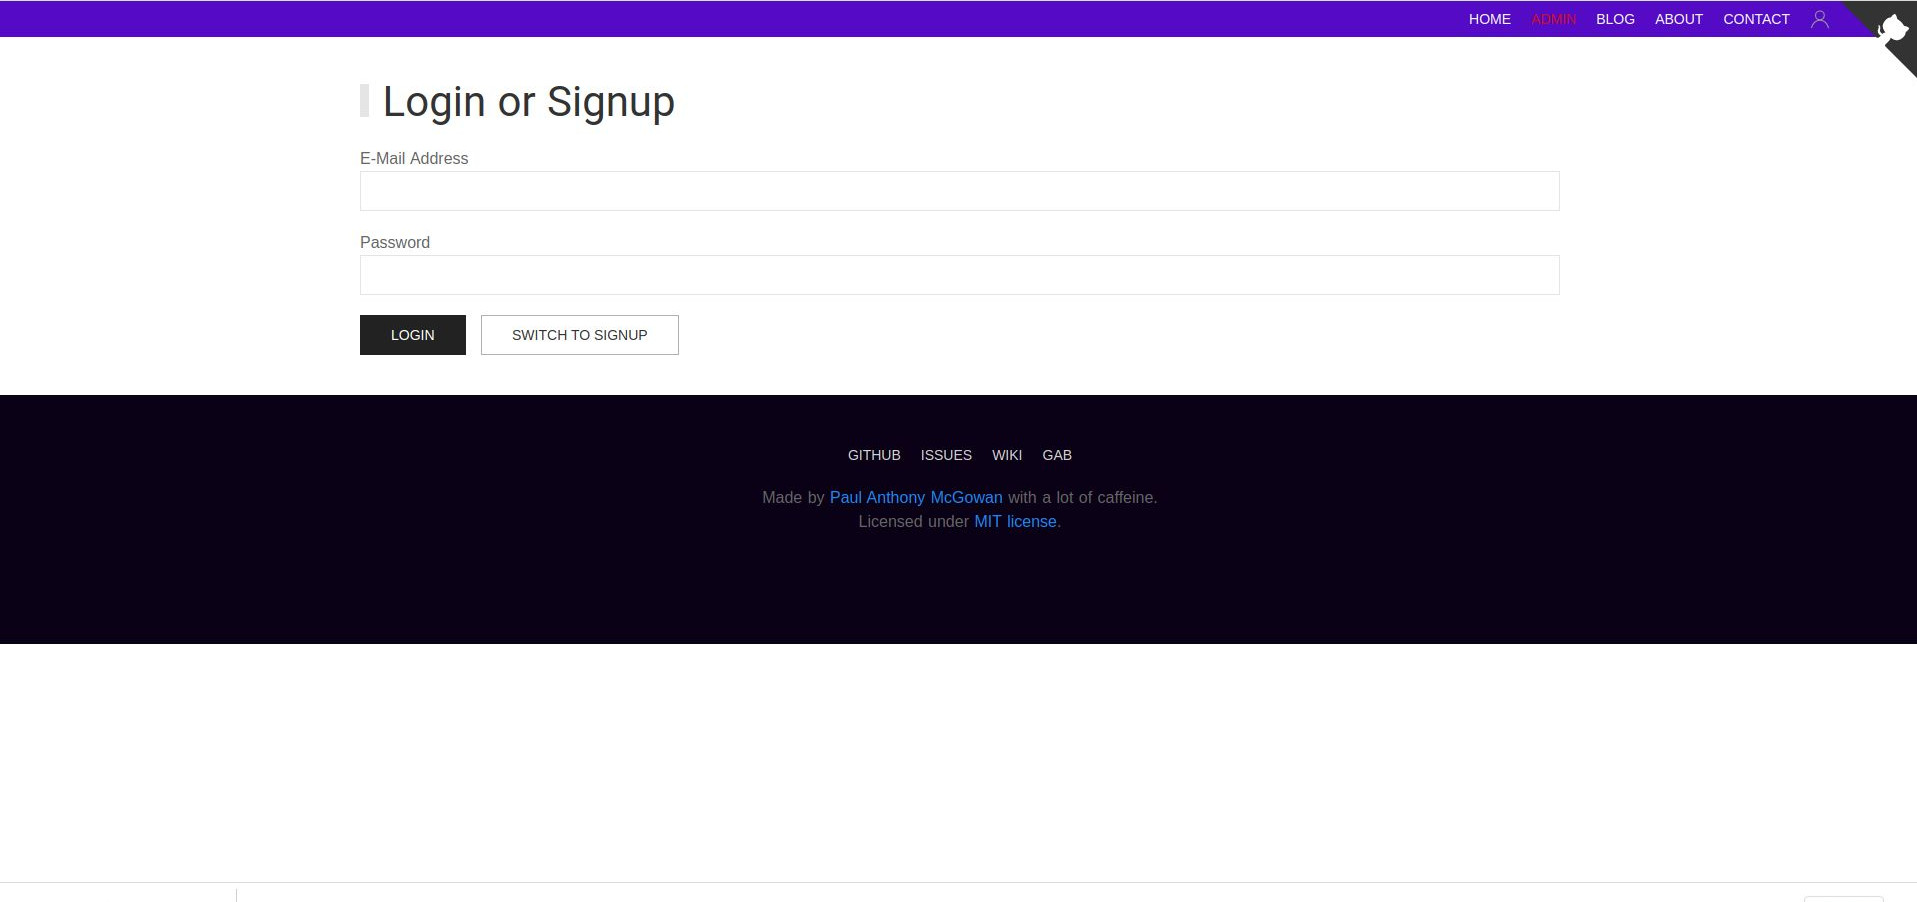 HOME ADMIN BLOG ABOUT CONTACT
Login or Signup
E-Mail Address
Password
LOGIN SWITCH TO SIGNUP
GITHUB ISSUES WIKI GAB
Made by Paul Anthony McGowan with a lot of caffeine.
Licensed under MIT license.